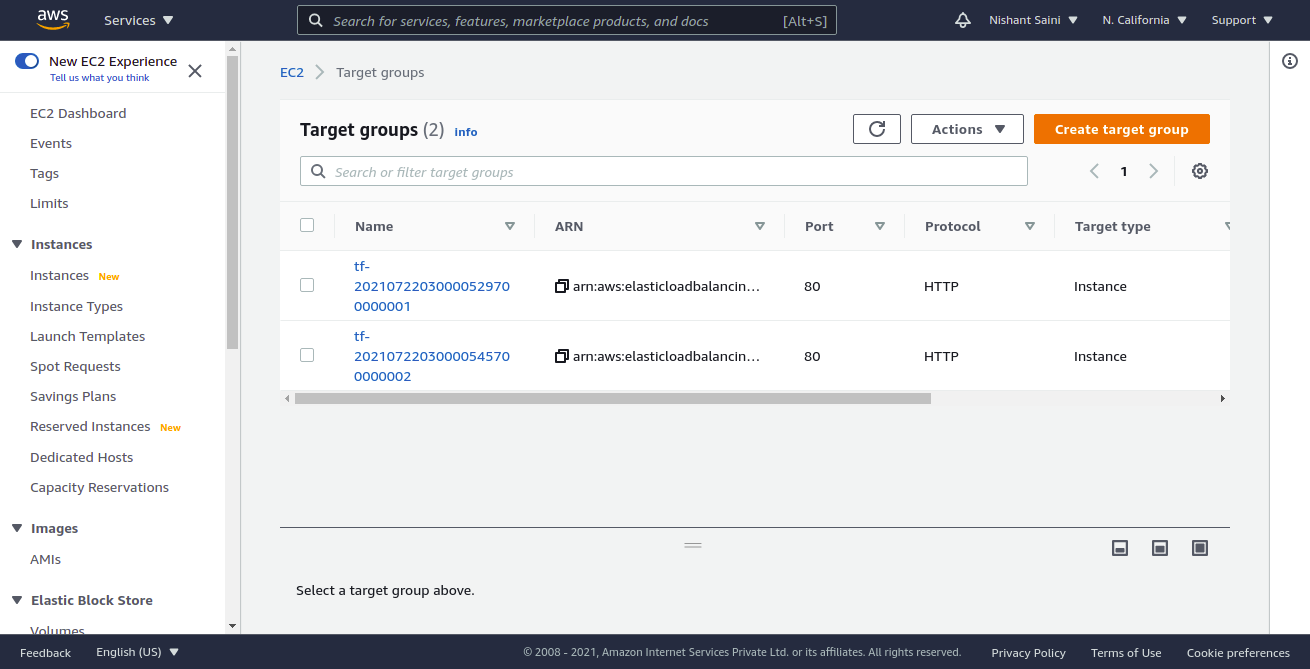 aws
Services
Search for services, features, marketplace products, and docs [Alt+S]
Nishant Saini
N. California
Support
New EC2 Experience
Tell us what you think
EC2 Dashboard
Events
Tags
Limits
Instances
Instances New
Instance Types
Launch Templates
Spot Requests
Savings Plans
Reserved Instances New
Dedicated Hosts
Capacity Reservations
Images
AMIs
Elastic Block Store
Volumes
EC2 Target groups
Target groups (2) info
Actions
Create target group
Search or filter target groups
1
Name ARN Port Protocol Target type
tf-
2021072203000052970
0000001
arn:aws:elasticloadbalancin… 80 HTTP Instance
tf-
2021072203000054570
0000002
arn:aws:elasticloadbalancin… 80 HTTP Instance
Select a target group above.
Feedback
English (US)
© 2008 - 2021, Amazon Internet Services Private Ltd. or its affiliates. All rights reserved.
Privacy Policy
Terms of Use
Cookie preferences